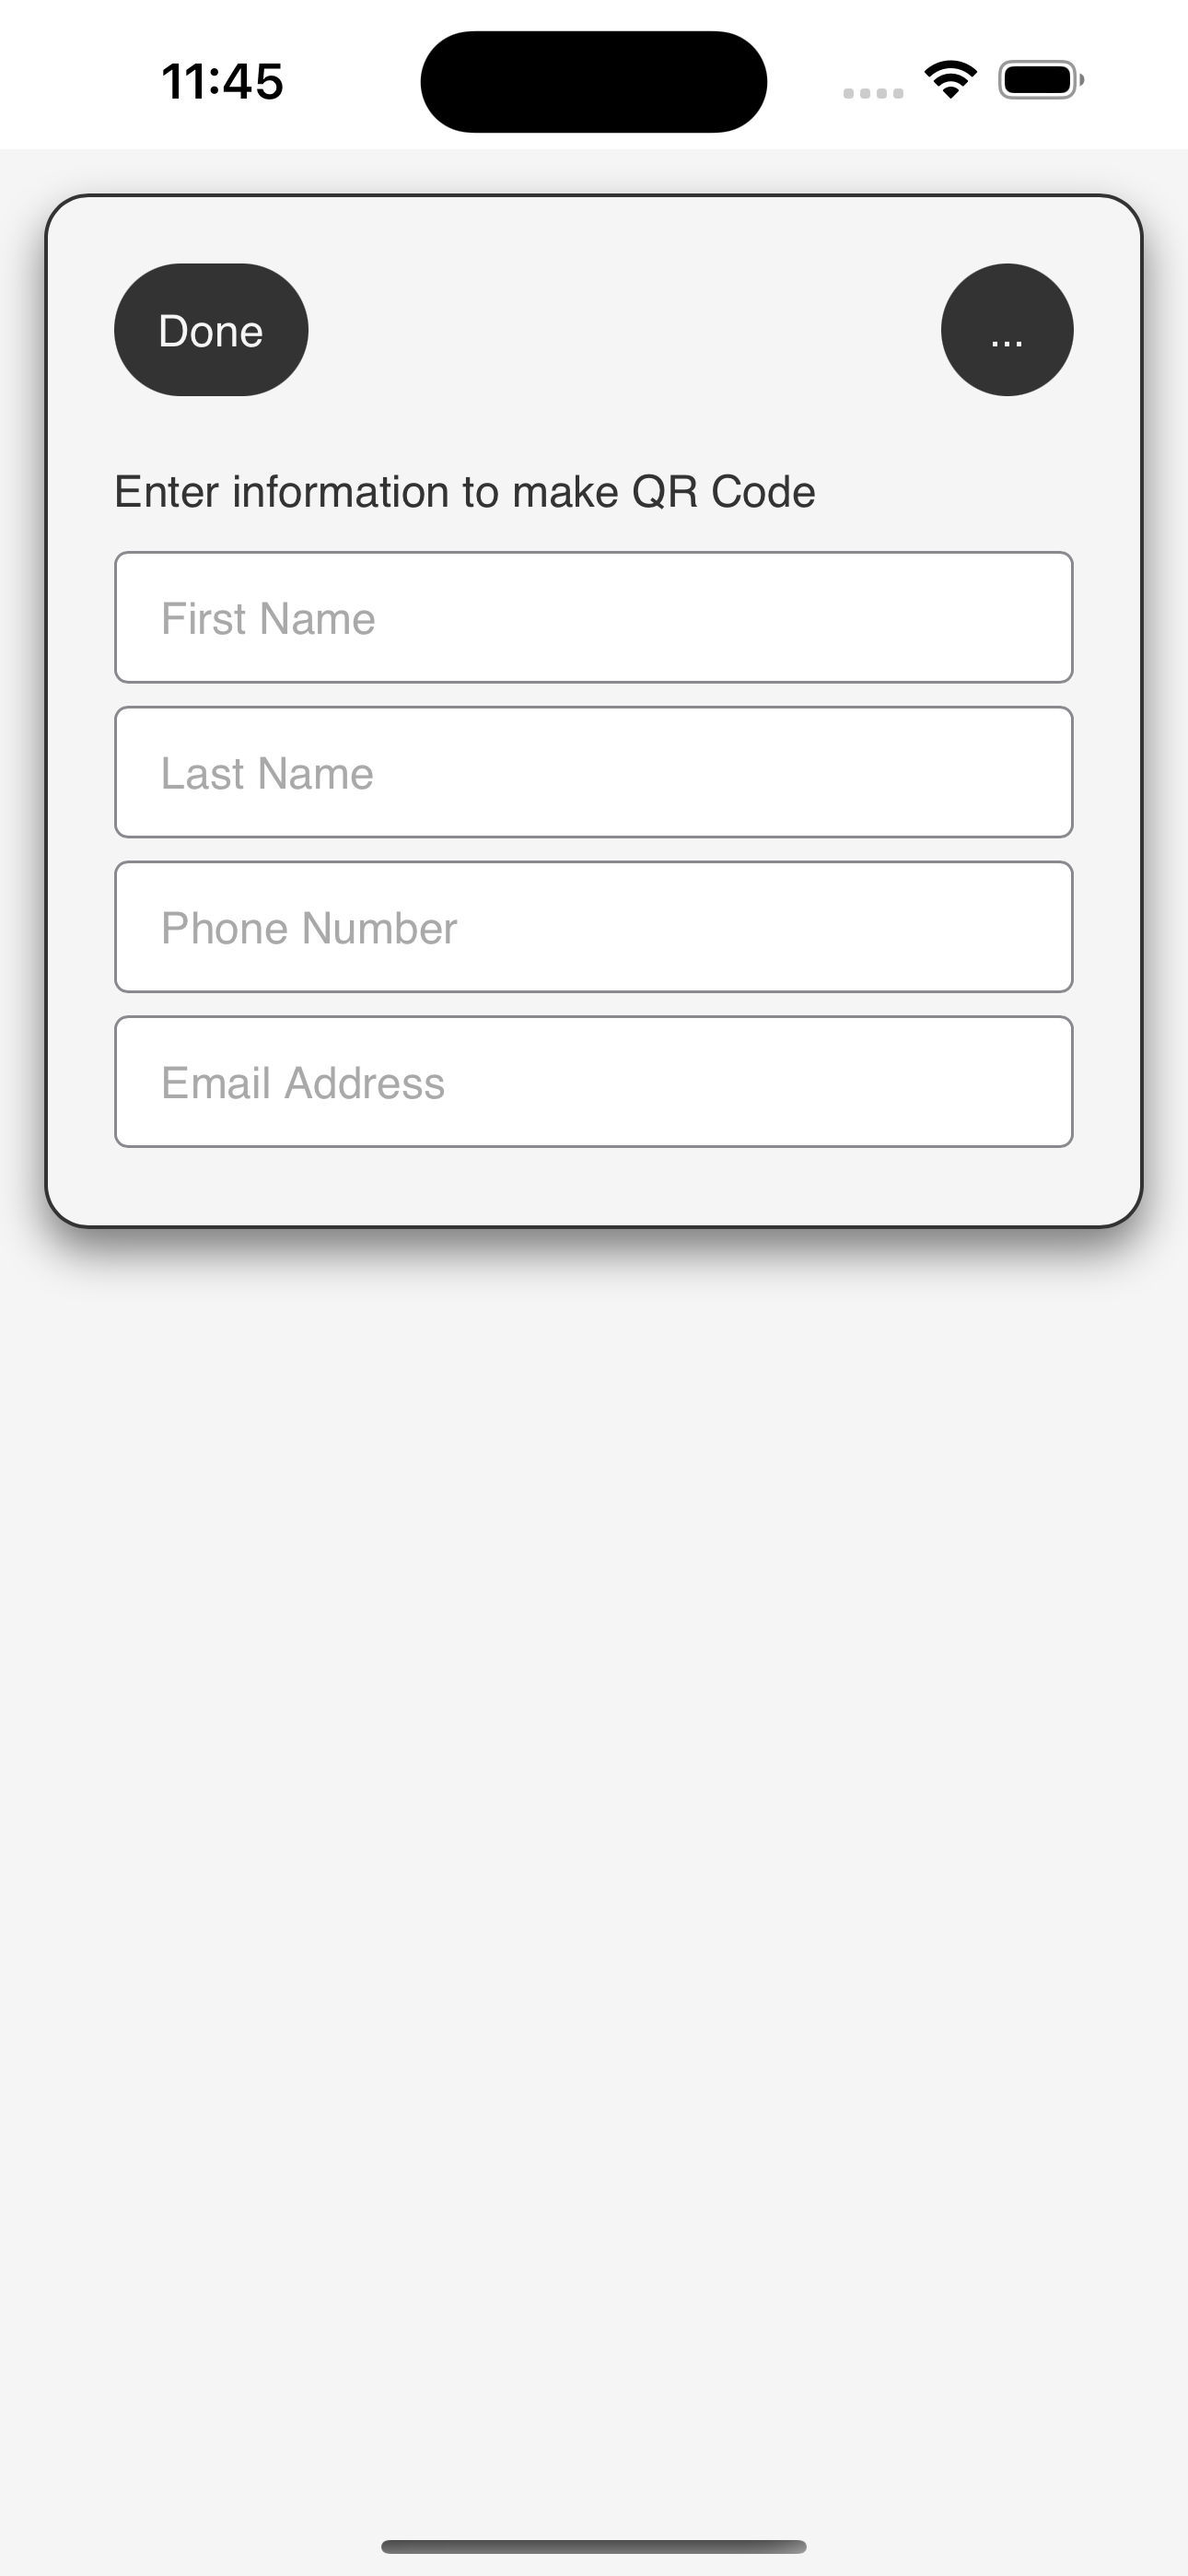 11:45
Done
...
Enter information to make QR Code
First Name
Last Name
Phone Number
Email Address